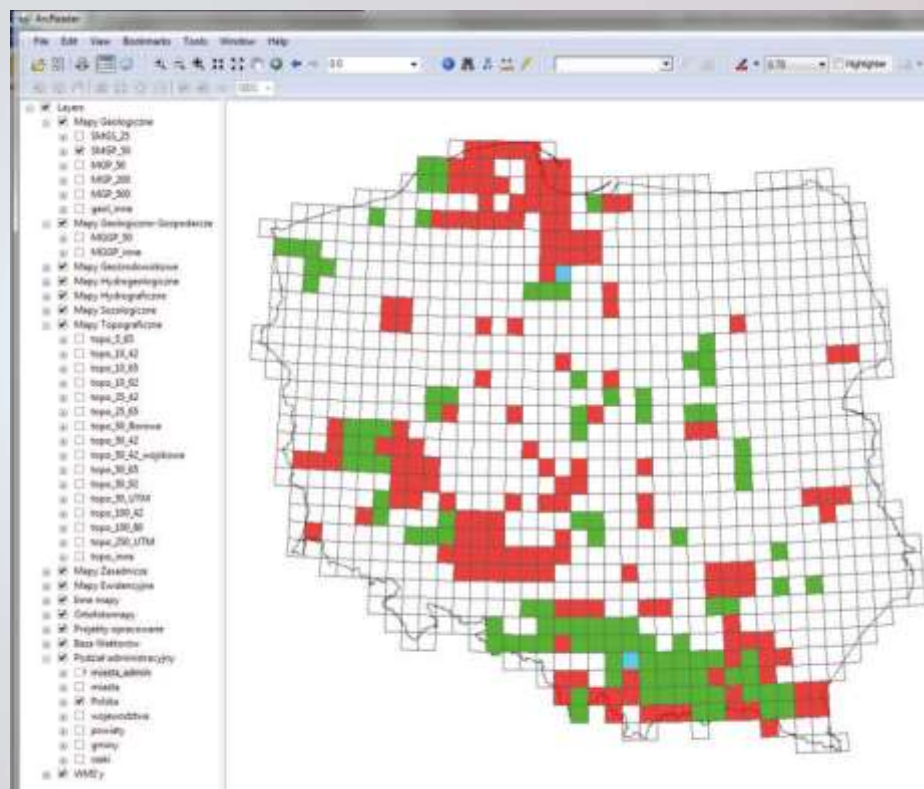 ArcReader
File Edit View Bookmarks Tools Window Help
0.75 Highlighter
Layers
Mapy Geologiczne
SMGS_25
SMGP_50
MGP_50
MGP_200
MGP_500
geol_inne
Mapy Geologiczno-Gospodarcze
MGGP_50
MGGP_inne
Mapy Geośrodowiskowe
Mapy Hydrogeologiczne
Mapy Hydrograficzne
Mapy Sozologiczne
Mapy Topograficzne
topo_5_65
topo_10_42
topo_10_65
topo_10_92
topo_25_42
topo_25_65
topo_50_42
topo_50_42_wojskowe
topo_50_65
topo_50_92
topo_50_UTM
topo_100_42
topo_100_80
topo_250_UTM
topo_inne
Mapy Zasadnicze
Mapy Ewidencyjne
Inne mapy
Ortofotomapy
Projekty opracowane
Baza Wektorów
Podział administracyjny
miasta_admin
miasta
Polska
województwa
powiaty
gminy
WMS'y